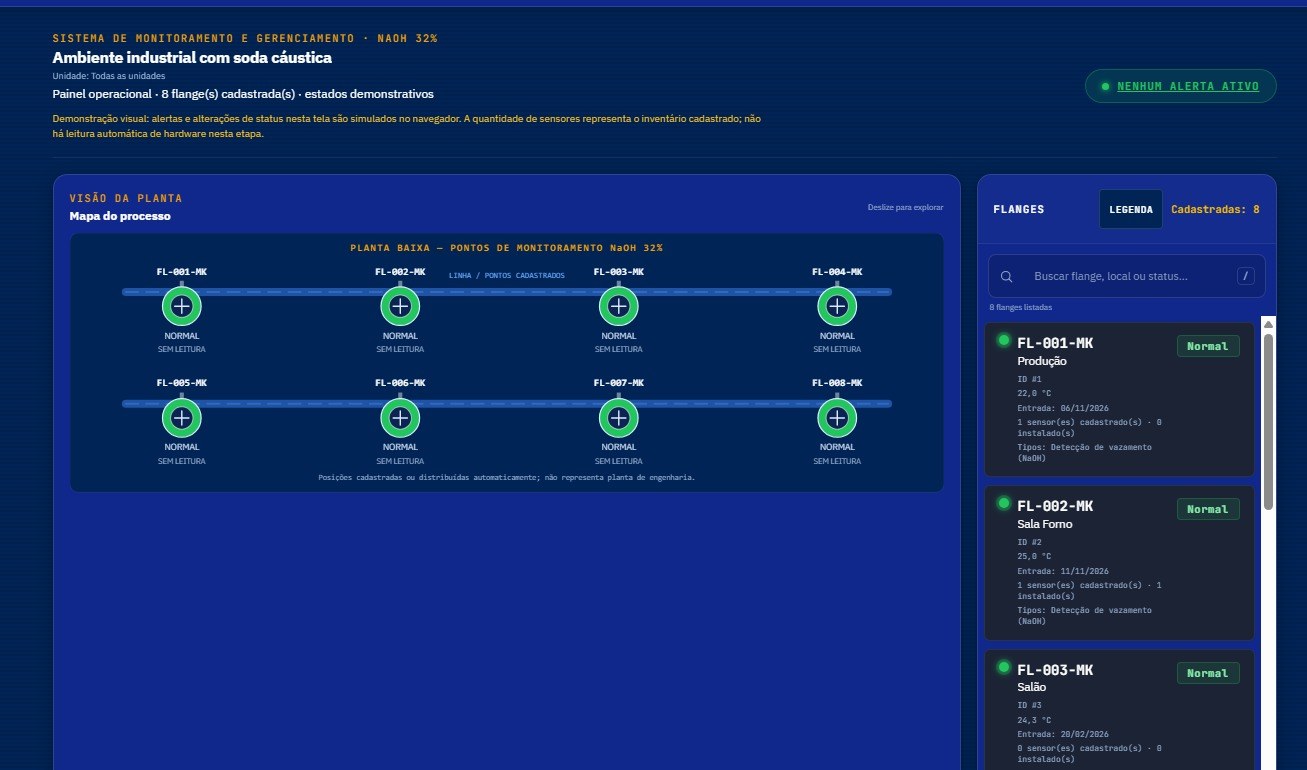 SISTEMA DE MONITORAMENTO E GERENCIAMENTO · NAOH 32%
Ambiente industrial com soda cáustica
Unidade: Todas as unidades
Painel operacional · 8 flange(s) cadastrada(s) · estados demonstrativos
Demonstração visual: alertas e alterações de status nesta tela são simulados no navegador. A quantidade de sensores representa o inventário cadastrado; não
há leitura automática de hardware nesta etapa.
NENHUM ALERTA ATIVO
VISÃO DA PLANTA
Mapa do processo
Deslize para explorar
PLANTA BAIXA — PONTOS DE MONITORAMENTO NaOH 32%
FL-001-MK
FL-002-MK
LINHA / PONTOS CADASTRADOS
FL-003-MK
FL-004-MK
NORMAL
NORMAL
NORMAL
NORMAL
SEM LEITURA
SEM LEITURA
SEM LEITURA
SEM LEITURA
FL-005-MK
FL-006-MK
FL-007-MK
FL-008-MK
NORMAL
NORMAL
NORMAL
NORMAL
SEM LEITURA
SEM LEITURA
SEM LEITURA
SEM LEITURA
Posições cadastradas ou distribuídas automaticamente; não representa planta de engenharia.
FLANGES
LEGENDA
Cadastradas: 8
Buscar flange, local ou status...
/
8 flanges listadas
FL-001-MK
Normal
Produção
ID #1
22,0 °C
Entrada: 06/11/2026
1 sensor(es) cadastrado(s) · 0
instalado(s)
Tipos: Detecção de vazamento
(NaOH)
FL-002-MK
Normal
Sala Forno
ID #2
25,0 °C
Entrada: 11/11/2026
1 sensor(es) cadastrado(s) · 1
instalado(s)
Tipos: Detecção de vazamento
(NaOH)
FL-003-MK
Normal
Salão
ID #3
24,3 °C
Entrada: 20/02/2026
0 sensor(es) cadastrado(s) · 0
instalado(s)